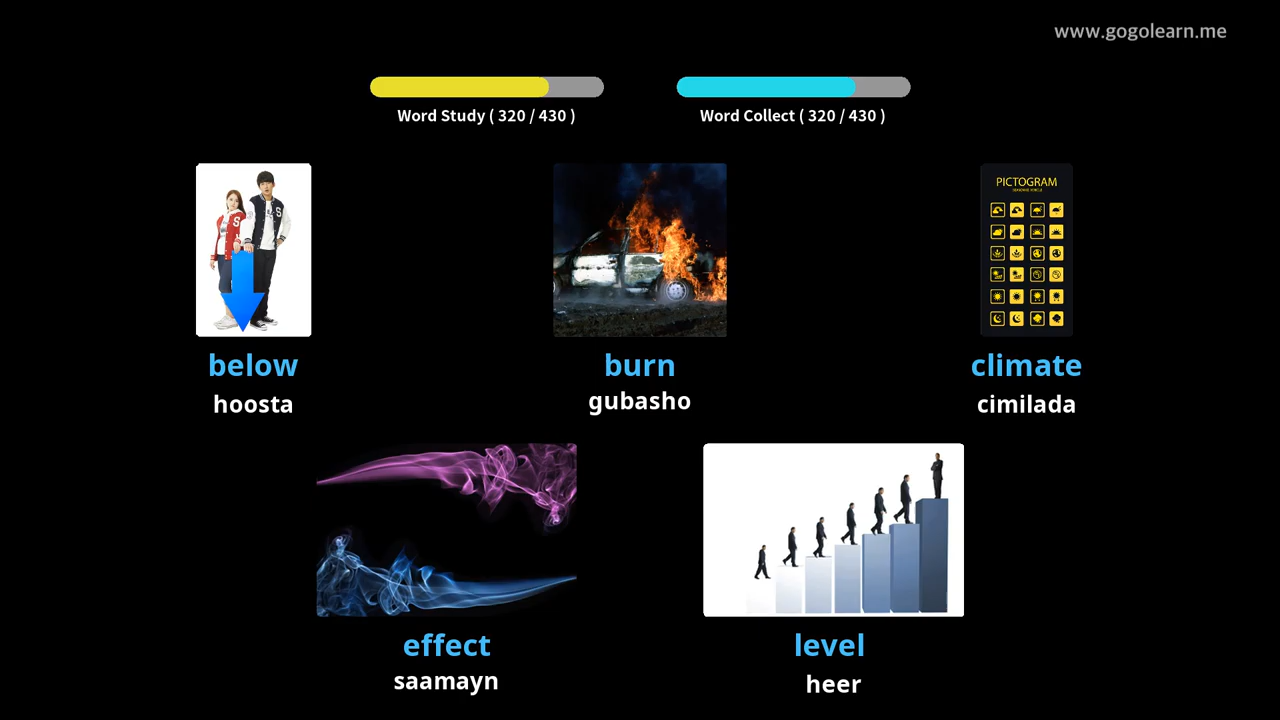 www.gogolearn.me
Word Study ( 320 / 430 )
Word Collect ( 320 / 430 )
PICTOGRAM
below
hoosta
burn
gubasho
climate
cimilada
effect
saamayn
level
heer